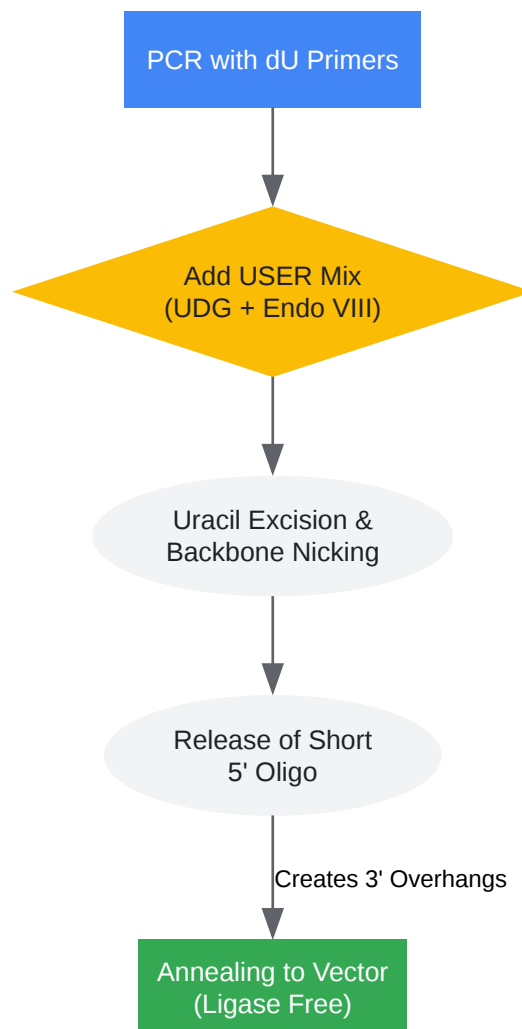 PCR with dU Primers
Add USER Mix
(UDG + Endo VIII)
Uracil Excision &
Backbone Nicking
Release of Short
5' Oligo
Creates 3' Overhangs
Annealing to Vector
(Ligase Free)